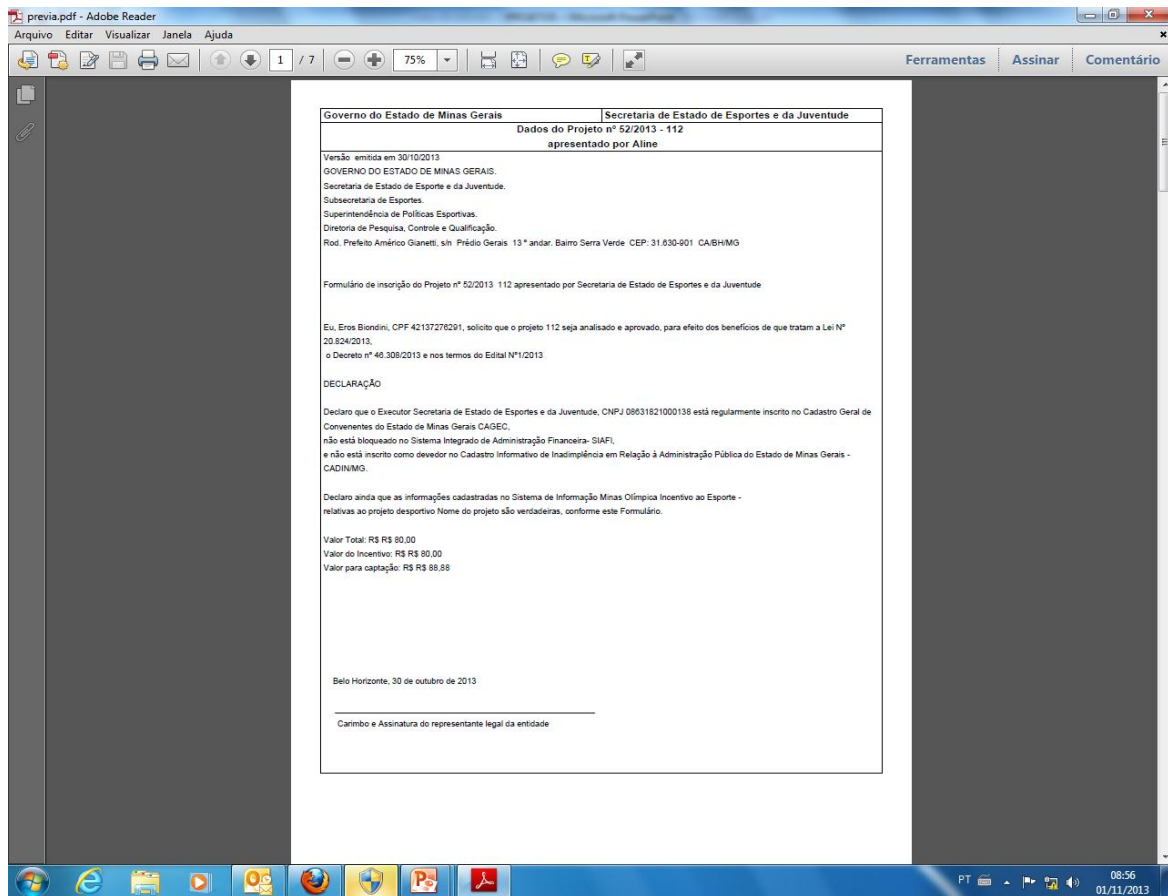 previa.pdf - Adobe Reader
Arquivo Editar Visualizar Janela Ajuda
1 / 7 75% Ferramentas Assinar Comentário
Governo do Estado de Minas Gerais Secretaria de Estado de Esportes e da Juventude
Dados do Projeto nº 52/2013 - 112
apresentado por Aline
Versão emitida em 30/10/2013
GOVERNO DO ESTADO DE MINAS GERAIS.
Secretaria de Estado de Esporte e da Juventude.
Subsecretaria de Esportes.
Superintendência de Políticas Esportivas.
Diretoria de Pesquisa, Controle e Qualificação.
Rod. Prefeito Américo Gianetti, s/n Prédio Gerais 13 º andar. Bairro Serra Verde CEP: 31.630-901 CA/BH/MG
Formulário de inscrição do Projeto nº 52/2013 112 apresentado por Secretaria de Estado de Esportes e da Juventude
Eu, Eros Biondini, CPF 42137276291, solicito que o projeto 112 seja analisado e aprovado, para efeito dos benefícios de que tratam a Lei Nº
20.824/2013,
o Decreto nº 46.308/2013 e nos termos do Edital Nº1/2013
DECLARAÇÃO
Declaro que o Executor Secretaria de Estado de Esportes e da Juventude, CNPJ 08631821000138 está regularmente inscrito no Cadastro Geral de
Convenentes do Estado de Minas Gerais CAGEC,
não está bloqueado no Sistema Integrado de Administração Financeira- SIAFI,
e não está inscrito como devedor no Cadastro Informativo de Inadimplência em Relação à Administração Pública do Estado de Minas Gerais -
CADIN/MG.
Declaro ainda que as informações cadastradas no Sistema de Informação Minas Olímpica Incentivo ao Esporte -
relativas ao projeto desportivo Nome do projeto são verdadeiras, conforme este Formulário.
Valor Total: R$ R$ 80,00
Valor do Incentivo: R$ R$ 80,00
Valor para captação: R$ R$ 88,88
Belo Horizonte, 30 de outubro de 2013
Carimbo e Assinatura do representante legal da entidade
PT 08:56
01/11/2013